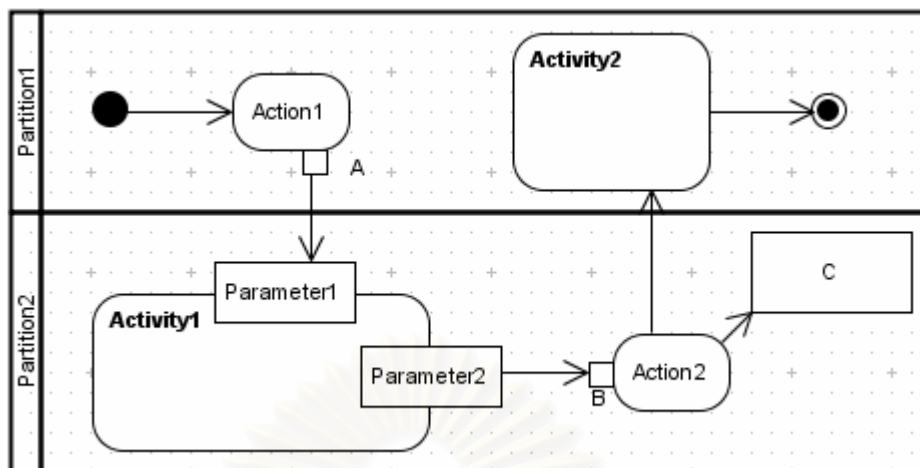 Partition1
Action1
A
Activity2
Partition2
Parameter1
Activity1
Parameter2
B
Action2
C